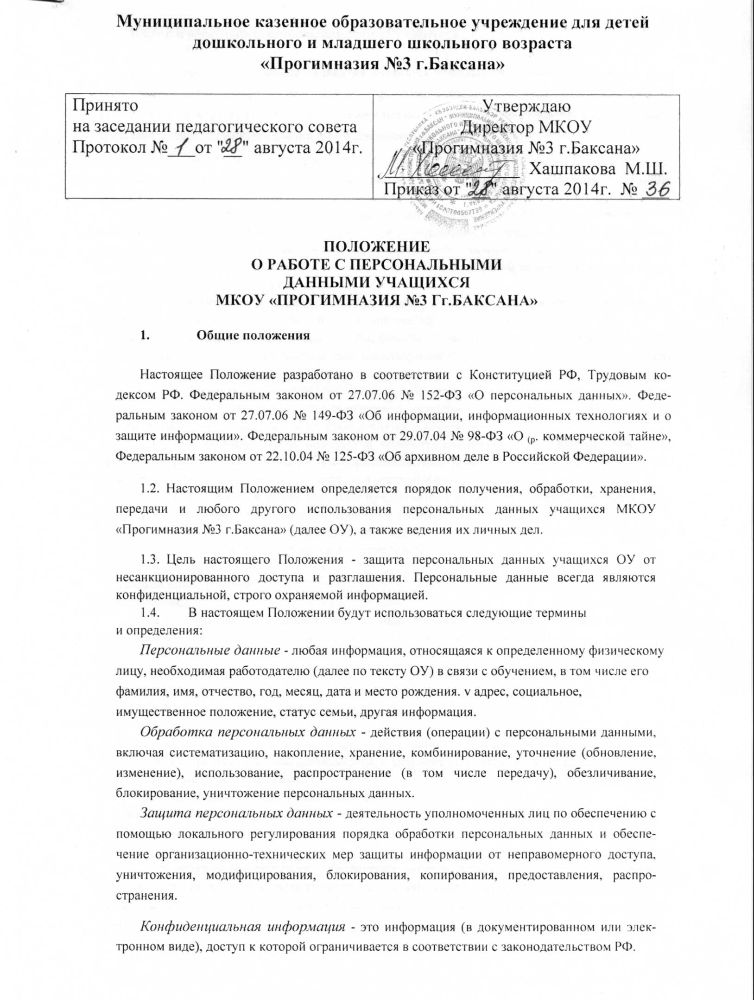 Муниципальное казенное образовательное учреждение для детей
дошкольного и младшего школьного возраста
«Прогимназия №3 г.Баксана»
Принято
на заседании педагогического совета
Протокол № 1 от "28" августа 2014г.
Утверждаю
Директор МКОУ
«Прогимназия №3 г.Баксана»
Хашпакова М.Ш.
Приказ от "28" августа 2014г. № 36
ПОЛОЖЕНИЕ
О РАБОТЕ С ПЕРСОНАЛЬНЫМИ
ДАННЫМИ УЧАЩИХСЯ
МКОУ «ПРОГИМНАЗИЯ №3 Гг.БАКСАНА»
1. Общие положения
Настоящее Положение разработано в соответствии с Конституцией РФ, Трудовым ко-
дексом РФ. Федеральным законом от 27.07.06 № 152-ФЗ «О персональных данных». Феде-
ральным законом от 27.07.06 № 149-ФЗ «Об информации, информационных технологиях и о
защите информации». Федеральным законом от 29.07.04 № 98-ФЗ «О (р. коммерческой тайне»,
Федеральным законом от 22.10.04 № 125-ФЗ «Об архивном деле в Российской Федерации».
1.2. Настоящим Положением определяется порядок получения, обработки, хранения,
передачи и любого другого использования персональных данных учащихся МКОУ
«Прогимназия №3 г.Баксана» (далее ОУ), а также ведения их личных дел.
1.3. Цель настоящего Положения - защита персональных данных учащихся ОУ от
несанкционированного доступа и разглашения. Персональные данные всегда являются
конфиденциальной, строго охраняемой информацией.
1.4. В настоящем Положении будут использоваться следующие термины
и определения:
Персональные данные - любая информация, относящаяся к определенному физическому
лицу, необходимая работодателю (далее по тексту ОУ) в связи с обучением, в том числе его
фамилия, имя, отчество, год, месяц, дата и место рождения. v адрес, социальное,
имущественное положение, статус семьи, другая информация.
Обработка персональных данных - действия (операции) с персональными данными,
включая систематизацию, накопление, хранение, комбинирование, уточнение (обновление,
изменение), использование, распространение (в том числе передачу), обезличивание,
блокирование, уничтожение персональных данных.
Защита персональных данных - деятельность уполномоченных лиц по обеспечению с
помощью локального регулирования порядка обработки персональных данных и обеспе-
чение организационно-технических мер защиты информации от неправомерного доступа,
уничтожения, модифицирования, блокирования, копирования, предоставления, распро-
странения.
Конфиденциальная информация - это информация (в документированном или элек-
тронном виде), доступ к которой ограничивается в соответствии с законодательством РФ.